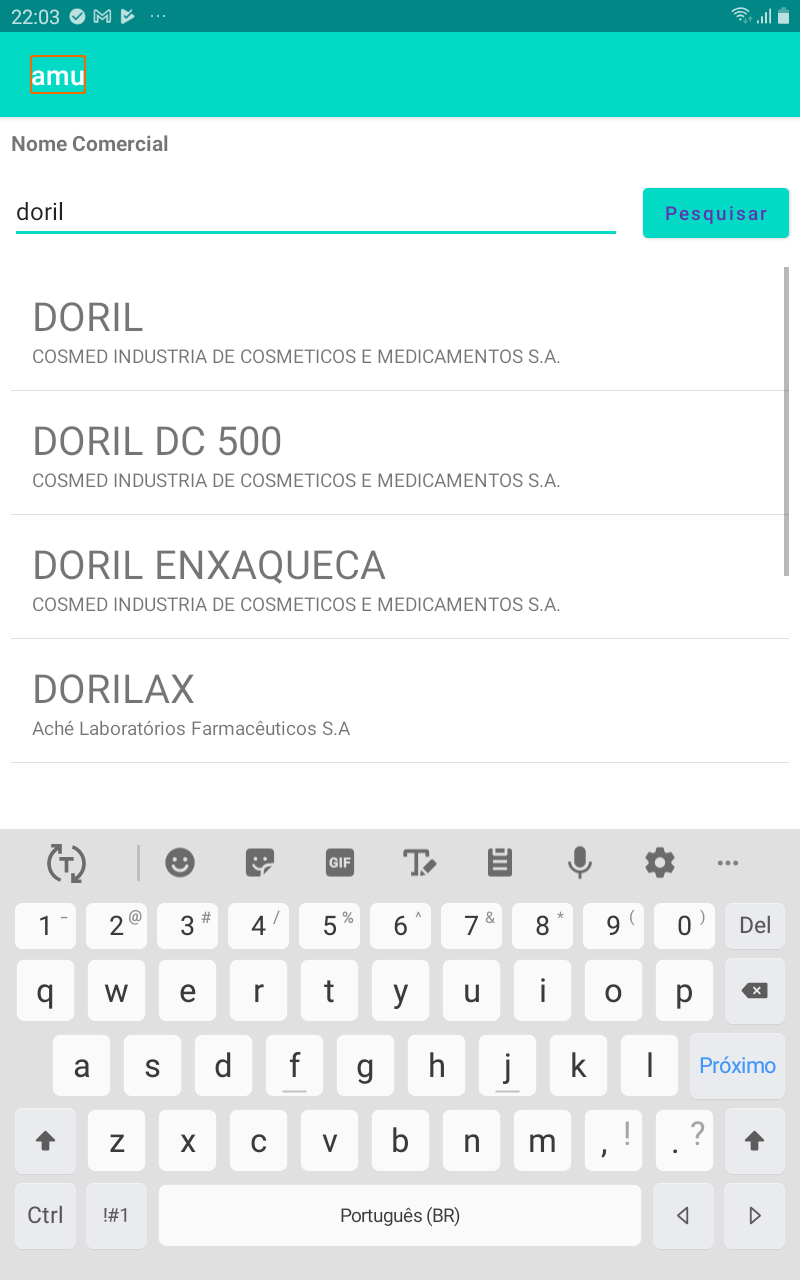 22:03
amu
Nome Comercial
doril
Pesquisar
DORIL
COSMED INDUSTRIA DE COSMETICOS E MEDICAMENTOS S.A.
DORIL DC 500
COSMED INDUSTRIA DE COSMETICOS E MEDICAMENTOS S.A.
DORIL ENXAQUECA
COSMED INDUSTRIA DE COSMETICOS E MEDICAMENTOS S.A.
DORILAX
Aché Laboratórios Farmacêuticos S.A
T GIF T
1 - 2 @ 3 # 4 / 5 % 6 ^ 7 & 8 * 9 ( 0 ) Del
q w e r t y u i o p
a s d f g h j k l Próximo
z x c v b n m , ! . ?
Ctrl !#1 Português (BR)